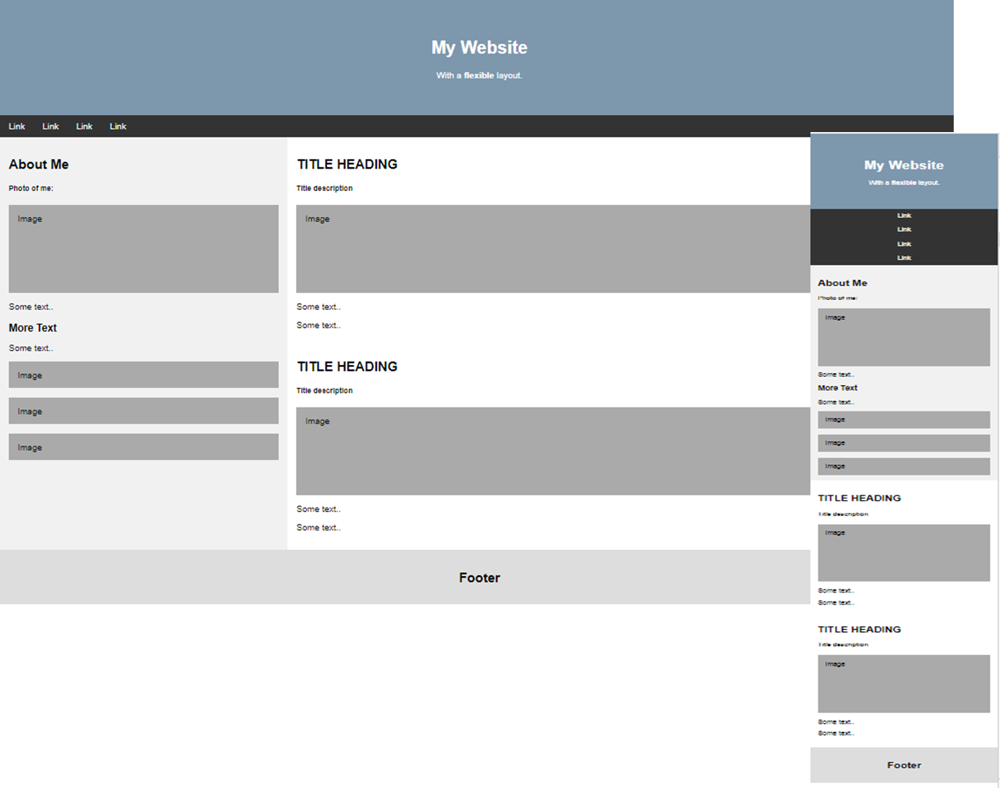 My Website
With a flexible layout.
Link Link Link Link
About Me
Photo of me:
Image
Some text..
More Text
Some text..
Image
Image
Image
TITLE HEADING
Title description
Image
Some text..
Some text..
TITLE HEADING
Title description
Image
Some text..
Some text..
Footer
My Website
With a flexible layout.
Link
Link
Link
Link
About Me
Photo of me:
Image
Some text..
More Text
Some text..
Image
Image
Image
TITLE HEADING
Title description
Image
Some text..
Some text..
TITLE HEADING
Title description
Image
Some text..
Some text..
Footer